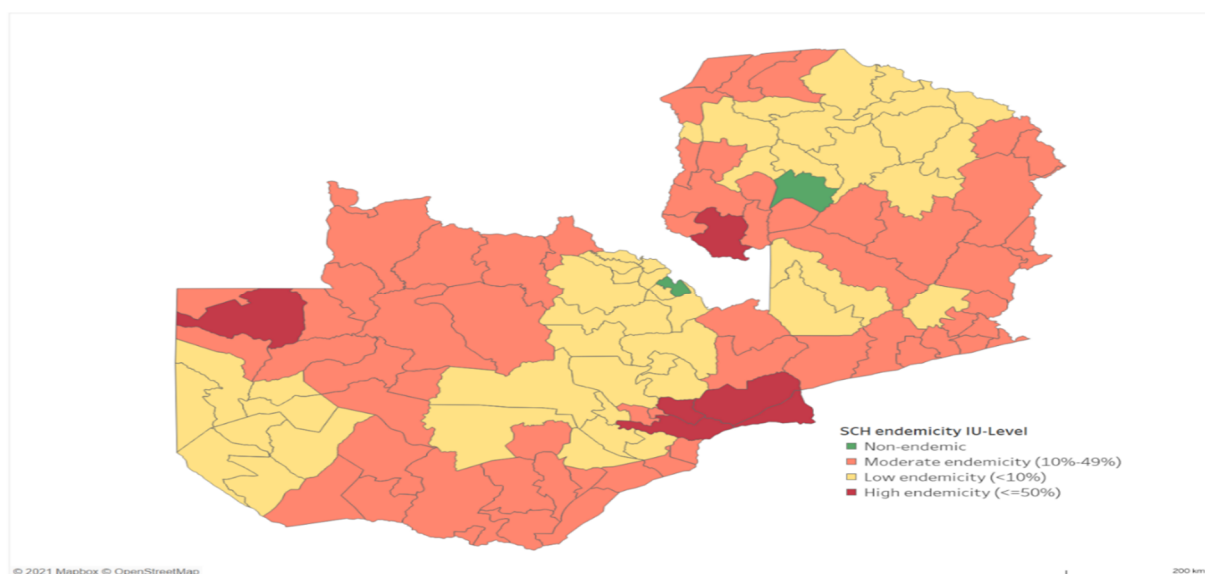 SCH endemicity IU-Level
Non-endemic
Moderate endemicity (10%-49%)
Low endemicity (<10%)
High endemicity (<=50%)
© 2021 Mapbox © OpenStreetMap
200 km